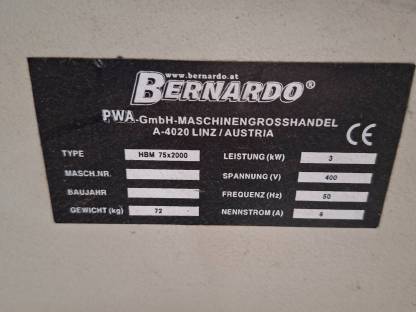 www.bernardo.at
BERNARDO®
PWA-GmbH-MASCHINENGROSSHANDEL
A-4020 LINZ/AUSTRIA
CE
TYPE HBM 75x2000 LEISTUNG (kW) 3
MASCH.NR. SPANNUNG (V) 400
BAUJAHR FREQUENZ (Hz) 50
GEWICHT (kg) 72 NENNSTROM (A) 6